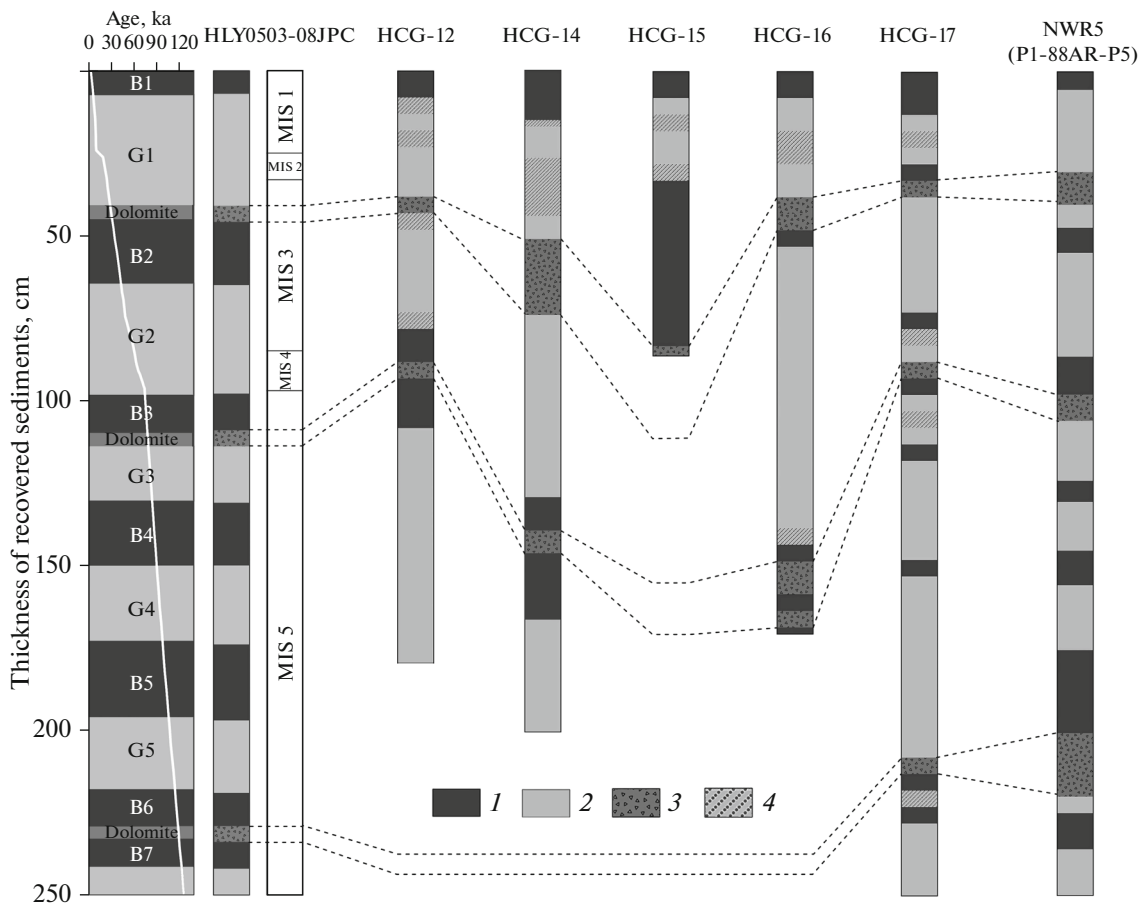 Age, ka
0 30 60 90 120
HLY0503-08JPC
HCG-12
HCG-14
HCG-15
HCG-16
HCG-17
NWR5
(P1-88AR-P5)
Thickness of recovered sediments, cm
50
100
150
200
250
B1
G1
Dolomite
B2
G2
B3
Dolomite
G3
B4
G4
B5
G5
B6
Dolomite
B7
MIS 1
MIS 2
MIS 3
MIS 4
MIS 5
1 2 3 4